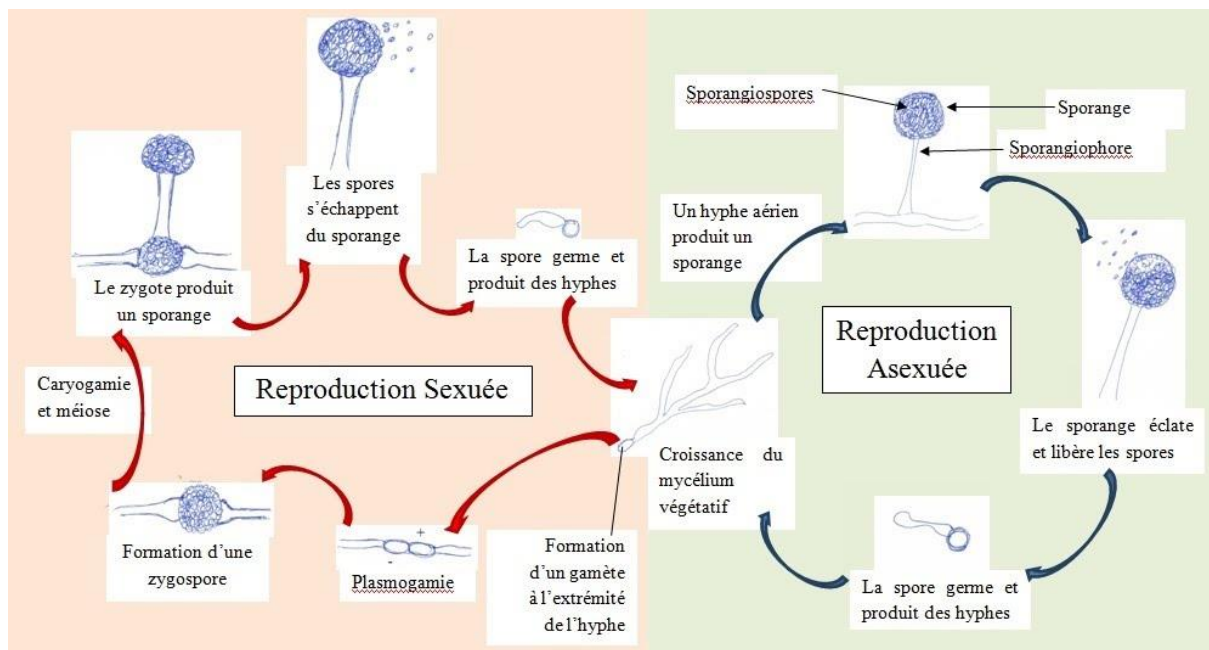 Les spores
s'échappent
du sporange
Le zygote produit
un sporange
La spore germe et
produit des hyphes
Caryogamie
et méiose
Reproduction Sexuée
Formation d'une
zygospore
+
-
Plasmogamie
Formation
d'un gamète
à l'extrémité
de l'hyphe
Croissance du
mycélium
végétatif
Sporangiospores
Sporange
Sporangiophore
Un hyphe aérien
produit un
sporange
Reproduction
Asexuée
Le sporange éclate
et libère les spores
La spore germe et
produit des hyphes